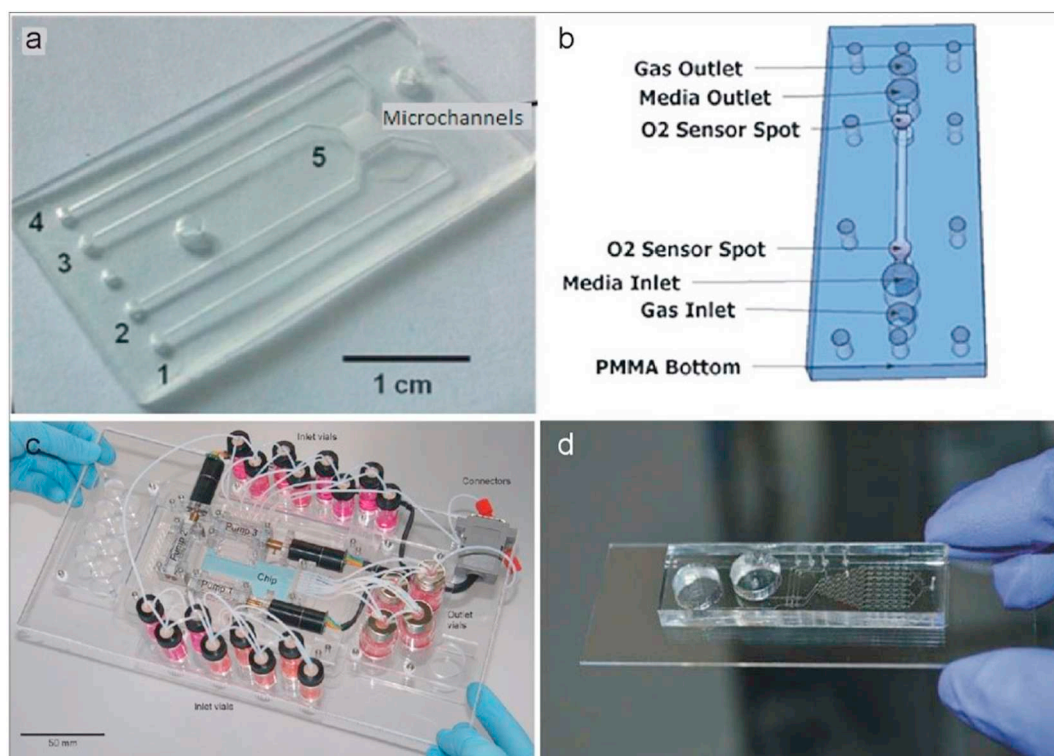 a
Microchannels
5
4
3
2
1
1 cm
b
Gas Outlet
Media Outlet
O2 Sensor Spot
O2 Sensor Spot
Media Inlet
Gas Inlet
PMMA Bottom
c
Inlet vials
Connectors
Pump 3
Pump 2
Chip
Pump 1
Outlet
vials
Inlet vials
50 mm
d